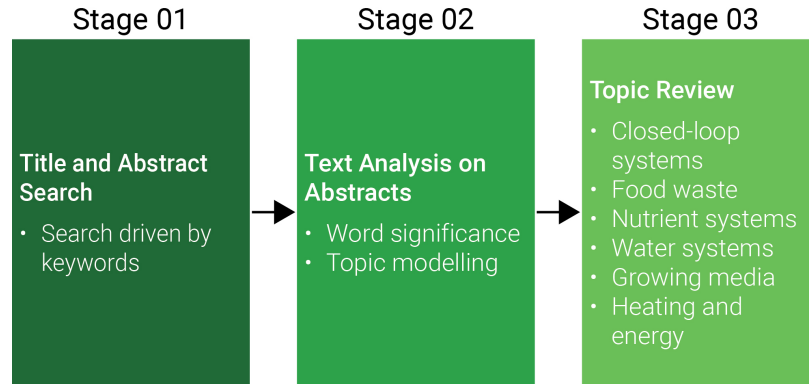 Stage 01
Title and Abstract
Search
• Search driven by
keywords
Stage 02
Text Analysis on
Abstracts
• Word significance
• Topic modelling
Stage 03
Topic Review
• Closed-loop
systems
• Food waste
• Nutrient systems
• Water systems
• Growing media
• Heating and
energy